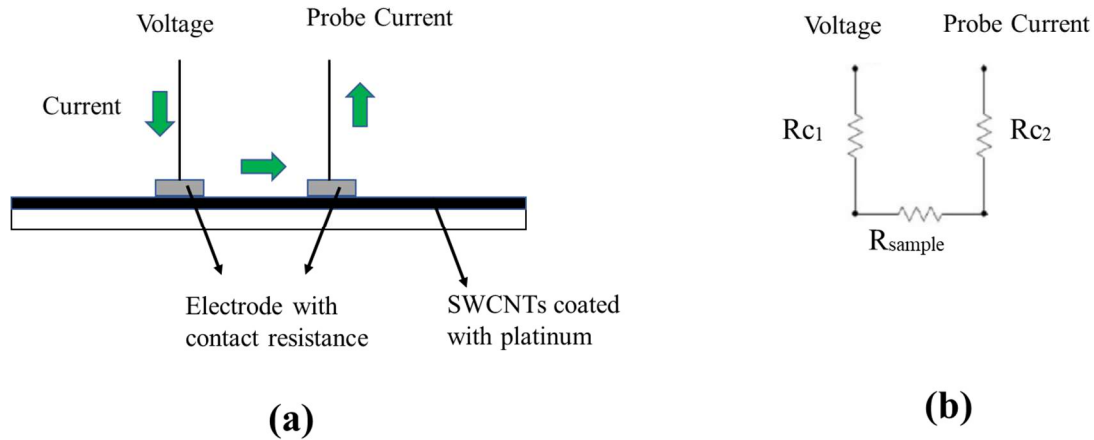 Voltage
Probe Current
Current
Electrode with
contact resistance
SWCNTs coated
with platinum
(a)
Voltage
Probe Current
Rc1
Rc2
Rsample
(b)